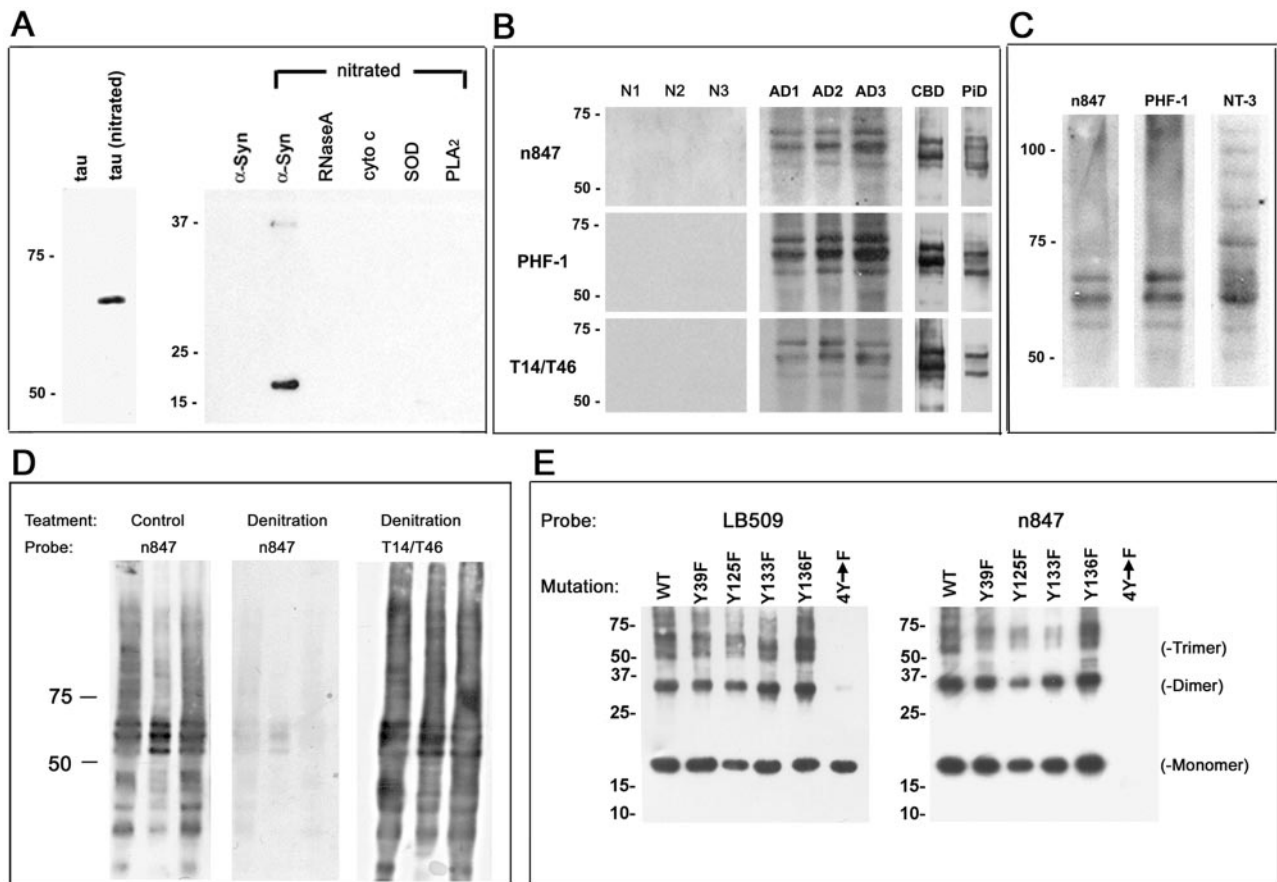 A
tau
tau (nitrated)
nitrated
α-Syn
α-Syn
RNaseA
cyto c
SOD
PLA2
75 -
50 -
37 -
25 -
15 -
B
N1 N2 N3 AD1 AD2 AD3 CBD PiD
75 -
n847
50 -
75 -
PHF-1
50 -
75 -
T14/T46
50 -
C
n847 PHF-1 NT-3
100 -
75 -
50 -
D
Teatment: Control Denitration Denitration
Probe: n847 n847 T14/T46
75 —
50 —
E
Probe: LB509 n847
Mutation: WT Y39F Y125F Y133F Y136F 4Y→F WT Y39F Y125F Y133F Y136F 4Y→F
75-
50-
37-
25-
15-
10-
75-
50-
37-
25-
15-
10-
(-Trimer)
(-Dimer)
(-Monomer)